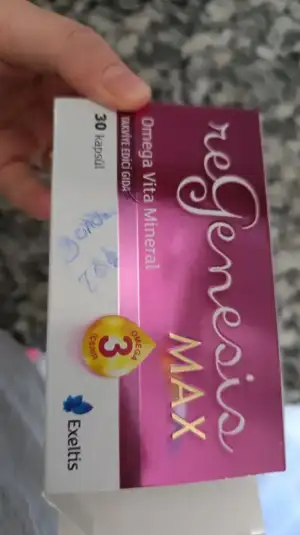 reGenesis
MAX
Omega Vita Mineral
TAKVİYE EDİCİ GIDA
30 kapsül
OMEGA
3
Exeltis